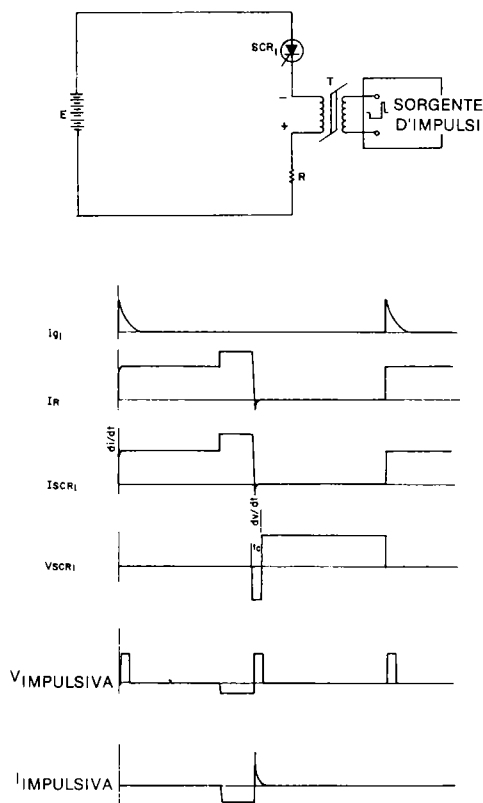 SCR1
T
E
-
+
SORGENTE
D'IMPULSI
R
Ig1
IR
di/dt
ISCR1
dv/dt
tc
VSCR1
VIMPULSIVA
IIMPULSIVA